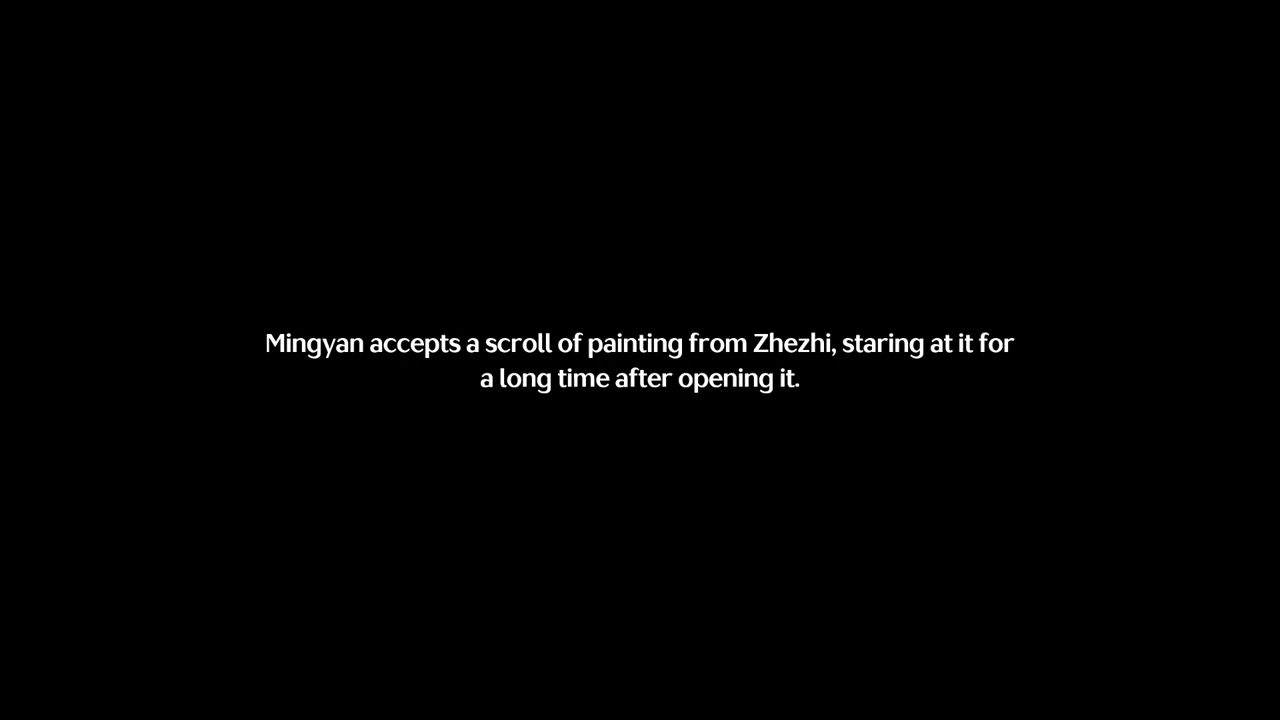 Mingyan accepts a scroll of painting from Zhezhi, staring at it for
a long time after opening it.